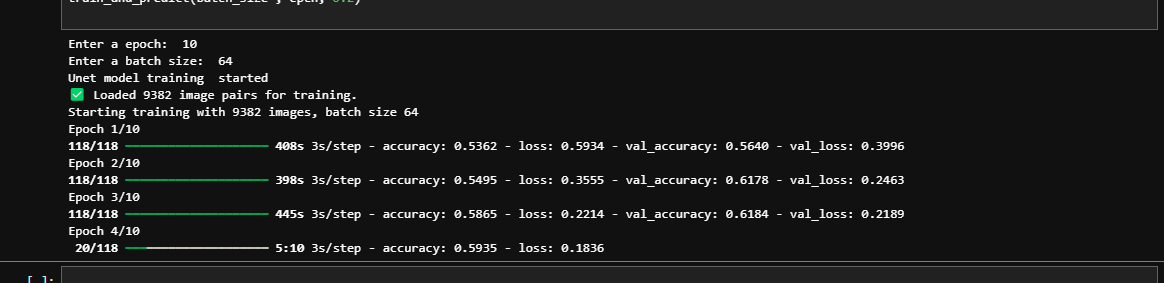 train_and_predict(batch_size , epch, 0.2)
Enter a epoch:  10
Enter a batch size:  64
Unet model training  started
✅ Loaded 9382 image pairs for training.
Starting training with 9382 images, batch size 64
Epoch 1/10
118/118 ━━━━━━━━━━━━━━━━━━━━ 408s 3s/step - accuracy: 0.5362 - loss: 0.5934 - val_accuracy: 0.5640 - val_loss: 0.3996
Epoch 2/10
118/118 ━━━━━━━━━━━━━━━━━━━━ 398s 3s/step - accuracy: 0.5495 - loss: 0.3555 - val_accuracy: 0.6178 - val_loss: 0.2463
Epoch 3/10
118/118 ━━━━━━━━━━━━━━━━━━━━ 445s 3s/step - accuracy: 0.5865 - loss: 0.2214 - val_accuracy: 0.6184 - val_loss: 0.2189
Epoch 4/10
20/118 ━━━━━━━━━━━━━━━━━━━━ 5:10 3s/step - accuracy: 0.5935 - loss: 0.1836
[ ]: